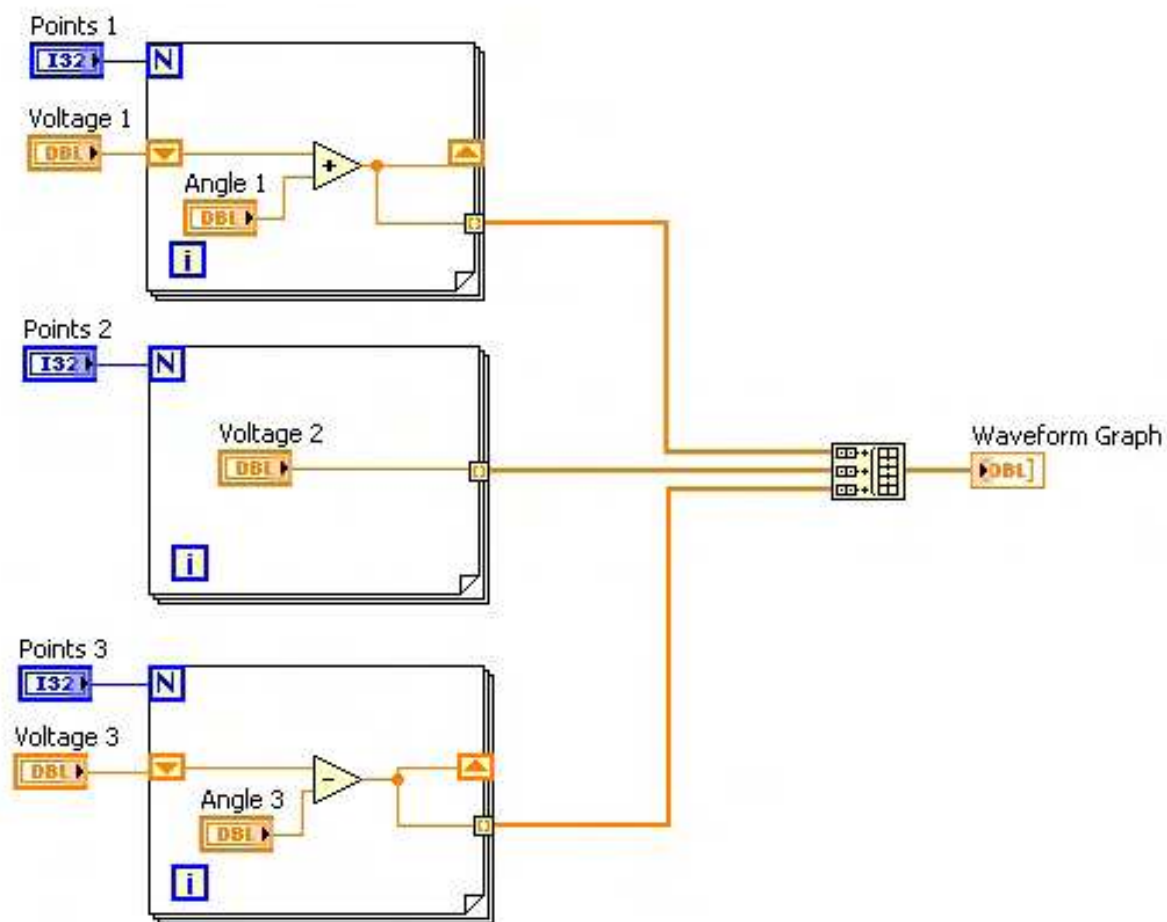 Points 1
I32
N
Voltage 1
DBL
+
Angle 1
DBL
i
Points 2
I32
N
Voltage 2
DBL
i
Waveform Graph
DBL]
Points 3
I32
N
Voltage 3
DBL
-
Angle 3
DBL
i